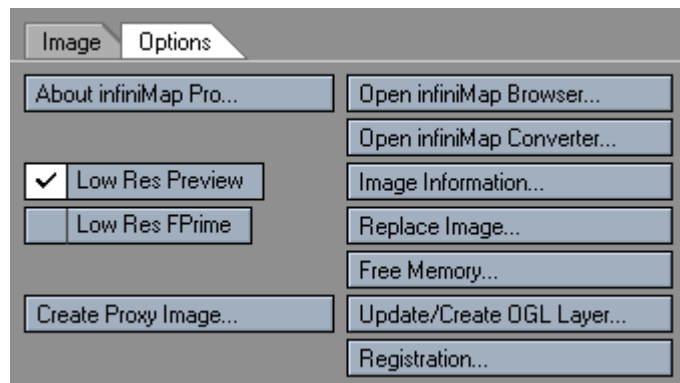 Image Options
About infiniMap Pro... Open infiniMap Browser...
Open infiniMap Converter...
Low Res Preview Image Information...
Low Res FPrime Replace Image...
Free Memory...
Create Proxy Image... Update/Create OGL Layer...
Registration...